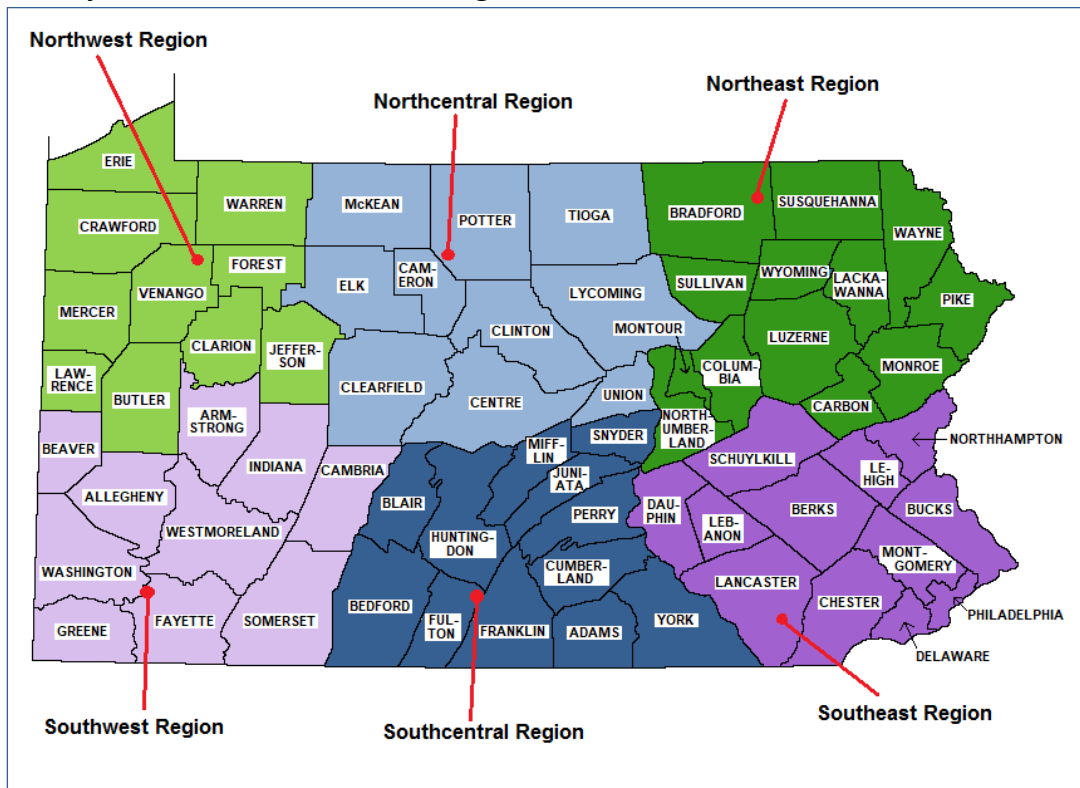 Northwest Region
Northcentral Region
Northeast Region
ERIE
CRAWFORD
WARREN
McKEAN
POTTER
TIOGA
BRADFORD
SUSQUEHANNA
WAYNE
MERCER
VENANGO
FOREST
ELK
CAM-
ERON
SULLIVAN
WYOMING
LACKA-
WANNA
PIKE
LYCOMING
CLINTON
MONTOUR
LUZERNE
CLARION
JEFFER-
SON
LAW-
RENCE
BUTLER
CLEARFIELD
CENTRE
UNION
COLUM-
BIA
MONROE
CARBON
ARM-
STRONG
NORTH-
UMBERLAND
SNYDER
MIFF-
LIN
BEAVER
INDIANA
CAMBRIA
JUNI-
ATA
SCHUYLKILL
NORTHHAMPTON
LE-
HIGH
ALLEGHENY
BLAIR
PERRY
DAU-
PHIN
LEB-
ANON
BERKS
BUCKS
WESTMORELAND
HUNTING-
DON
CUMBER-
LAND
MONT-
GOMERY
WASHINGTON
LANCASTER
CHESTER
PHILADELPHIA
GREENE
FAYETTE
SOMERSET
BEDFORD
FUL-
TON
FRANKLIN
ADAMS
YORK
DELAWARE
Southwest Region
Southcentral Region
Southeast Region